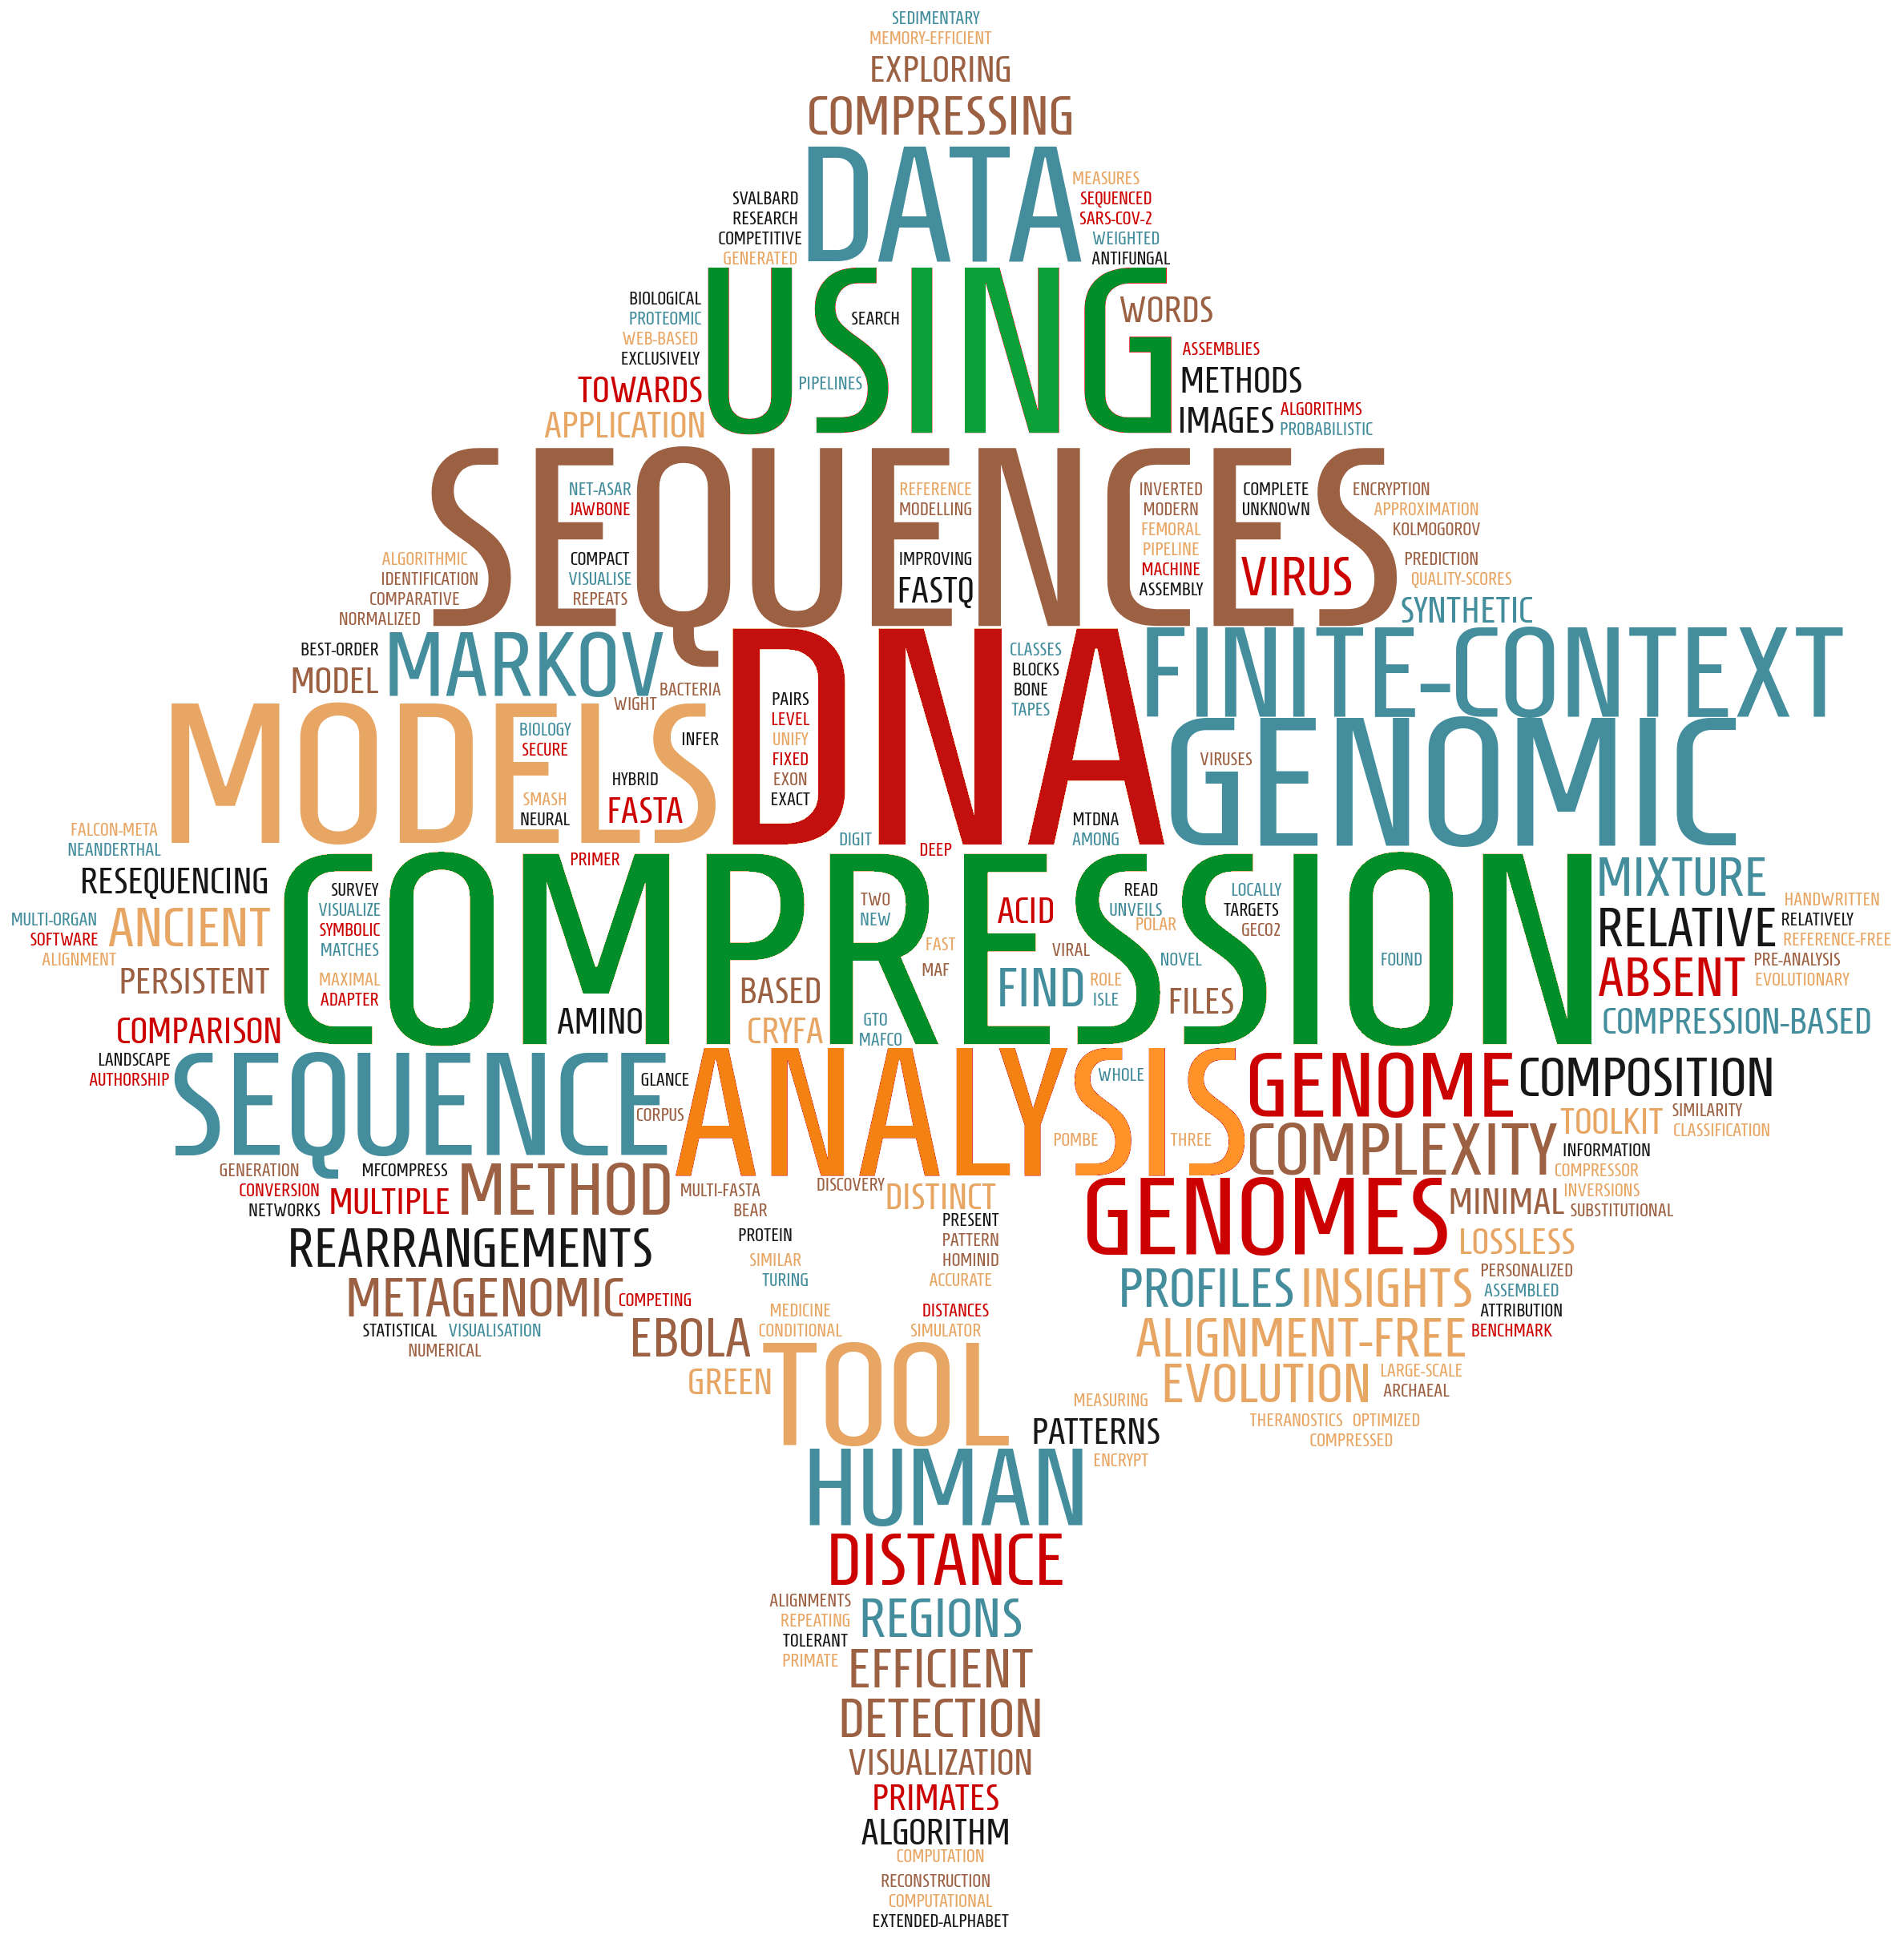 SEDIMENTARY
MEMORY-EFFICIENT
EXPLORING
COMPRESSING
DATA
MEASURES
SVALBARD
SEQUENCED
RESEARCH
SARS-COV-2
COMPETITIVE
WEIGHTED
GENERATED
ANTIFUNGAL
USING
BIOLOGICAL
WORDS
PROTEOMIC
SEARCH
WEB-BASED
ASSEMBLIES
EXCLUSIVELY
TOWARDS
PIPELINES
METHODS
APPLICATION
IMAGES
ALGORITHMS
PROBABILISTIC
SEQUENCES
NET-ASAR
REFERENCE
INVERTED
COMPLETE
ENCRYPTION
JAWBONE
MODELLING
MODERN
UNKNOWN
APPROXIMATION
FEMORAL
KOLMOGOROV
PIPELINE
ALGORITHMIC
COMPACT
IMPROVING
PREDICTION
IDENTIFICATION
VISUALISE
FASTQ
MACHINE
VIRUS
QUALITY-SCORES
COMPARATIVE
REPEATS
ASSEMBLY
SYNTHETIC
NORMALIZED
BEST-ORDER
MARKOV
DNA
CLASSES
FINITE-CONTEXT
MODEL
BLOCKS
BACTERIA
BONE
WIGHT
PAIRS
TAPES
MODELS
LEVEL
GENOMIC
BIOLOGY
INFER
UNIFY
SECURE
FIXED
VIRUSES
HYBRID
EXON
SMASH
FASTA
EXACT
NEURAL
MTDNA
FALCON-META
DIGIT
AMONG
NEANDERTHAL
PRIMER
DEEP
COMPRESSION
RESEQUENCING
SURVEY
TWO
ACID
READ
LOCALLY
MIXTURE
VISUALIZE
NEW
UNVEILS
TARGETS
HANDWRITTEN
MULTI-ORGAN
ANCIENT
SYMBOLIC
POLAR
GECO2
RELATIVE
RELATIVELY
SOFTWARE
MATCHES
FAST
VIRAL
REFERENCE-FREE
ALIGNMENT
MAF
NOVEL
FOUND
PRE-ANALYSIS
PERSISTENT
MAXIMAL
BASED
FIND
ROLE
ABSENT
EVOLUTIONARY
ADAPTER
ISLE
FILES
COMPARISON
AMINO
CRYFA
GTO
COMPRESSION-BASED
MAFCO
LANDSCAPE
SEQUENCE
GLANCE
ANALYSIS
WHOLE
GENOME
COMPOSITION
AUTHORSHIP
CORPUS
TOOLKIT
SIMILARITY
POMBE
THREE
COMPLEXITY
CLASSIFICATION
INFORMATION
GENERATION
MFCOMPRESS
METHOD
COMPRESSOR
CONVERSION
MULTIPLE
MULTI-FASTA
DISCOVERY
DISTINCT
GENOMES
MINIMAL
INVERSIONS
NETWORKS
BEAR
SUBSTITUTIONAL
PRESENT
REARRANGEMENTS
PROTEIN
PATTERN
LOSSLESS
SIMILAR
HOMINID
METAGENOMIC
TURING
ACCURATE
PROFILES
INSIGHTS
PERSONALIZED
COMPETING
ASSEMBLED
MEDICINE
DISTANCES
ATTRIBUTION
STATISTICAL
VISUALISATION
EBOLA
CONDITIONAL
SIMULATOR
ALIGNMENT-FREE
BENCHMARK
NUMERICAL
TOOL
GREEN
EVOLUTION
LARGE-SCALE
ARCHAEAL
MEASURING
PATTERNS
THERANOSTICS
OPTIMIZED
COMPRESSED
HUMAN
ENCRYPT
DISTANCE
ALIGNMENTS
REGIONS
REPEATING
TOLERANT
PRIMATE
EFFICIENT
DETECTION
VISUALIZATION
PRIMATES
ALGORITHM
COMPUTATION
RECONSTRUCTION
COMPUTATIONAL
EXTENDED-ALPHABET